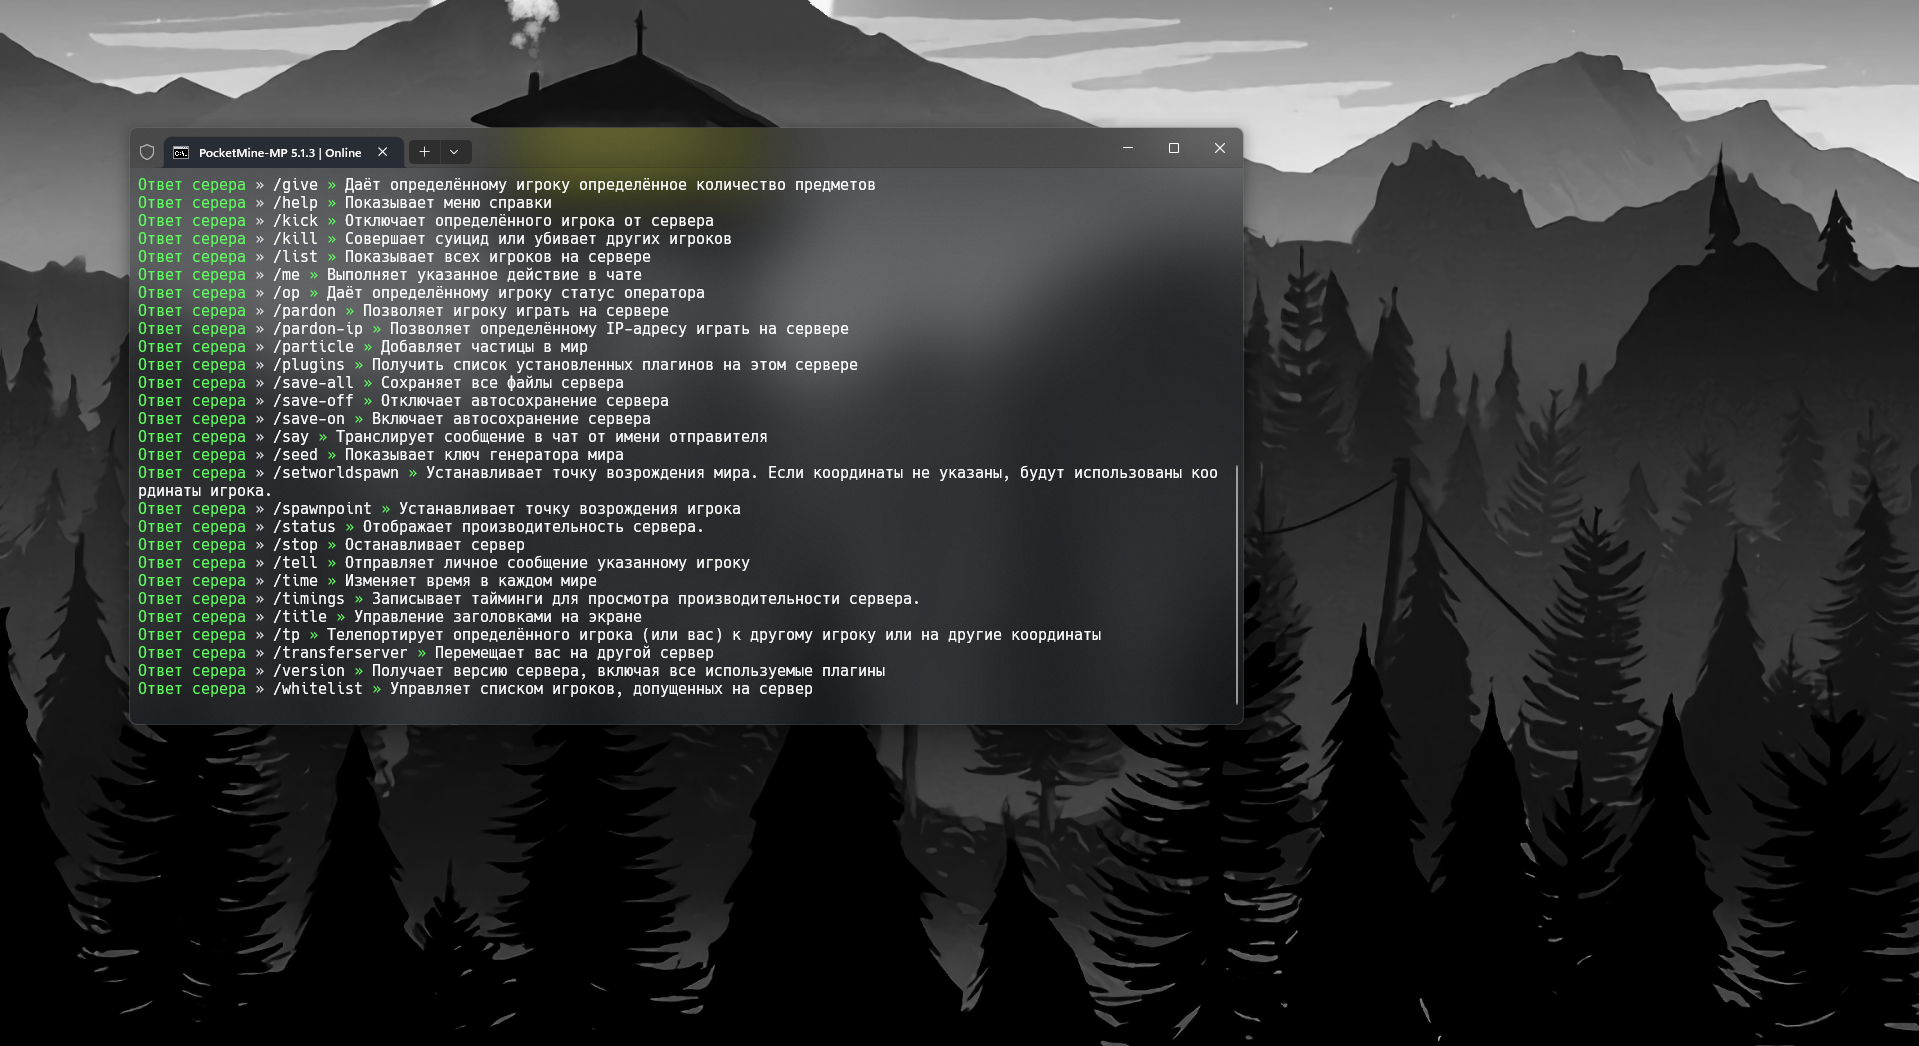 PocketMine-MP 5.1.3 | Online
Ответ серера » /give » Даёт определённому игроку определённое количество предметов
Ответ серера » /help » Показывает меню справки
Ответ серера » /kick » Отключает определённого игрока от сервера
Ответ серера » /kill » Совершает суицид или убивает других игроков
Ответ серера » /list » Показывает всех игроков на сервере
Ответ серера » /me » Выполняет указанное действие в чате
Ответ серера » /op » Даёт определённому игроку статус оператора
Ответ серера » /pardon » Позволяет игроку играть на сервере
Ответ серера » /pardon-ip » Позволяет определённому IP-адресу играть на сервере
Ответ серера » /particle » Добавляет частицы в мир
Ответ серера » /plugins » Получить список установленных плагинов на этом сервере
Ответ серера » /save-all » Сохраняет все файлы сервера
Ответ серера » /save-off » Отключает автосохранение сервера
Ответ серера » /save-on » Включает автосохранение сервера
Ответ серера » /say » Транслирует сообщение в чат от имени отправителя
Ответ серера » /seed » Показывает ключ генератора мира
Ответ серера » /setworldspawn » Устанавливает точку возрождения мира. Если координаты не указаны, будут использованы коо
рдинаты игрока.
Ответ серера » /spawnpoint » Устанавливает точку возрождения игрока
Ответ серера » /status » Отображает производительность сервера.
Ответ серера » /stop » Останавливает сервер
Ответ серера » /tell » Отправляет личное сообщение указанному игроку
Ответ серера » /time » Изменяет время в каждом мире
Ответ серера » /timings » Записывает тайминги для просмотра производительности сервера.
Ответ серера » /title » Управление заголовками на экране
Ответ серера » /tp » Телепортирует определённого игрока (или вас) к другому игроку или на другие координаты
Ответ серера » /transferserver » Перемещает вас на другой сервер
Ответ серера » /version » Получает версию сервера, включая все используемые плагины
Ответ серера » /whitelist » Управляет списком игроков, допущенных на сервер